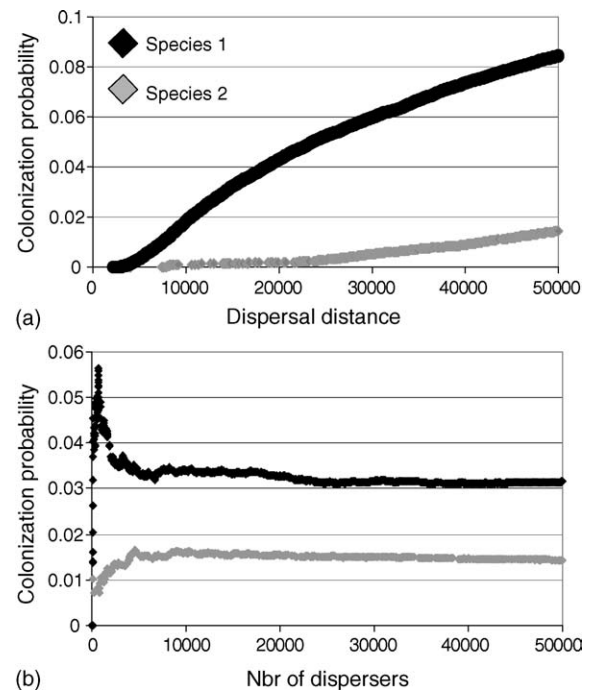 0.1
Species 1
0.08
Species 2
0.06
0.04
0.02
0
Colonization probability
0 10000 20000 30000 40000 50000
(a) Dispersal distance
0.06
0.05
0.04
0.03
0.02
0.01
0
Colonization probability
0 10000 20000 30000 40000 50000
(b) Nbr of dispersers